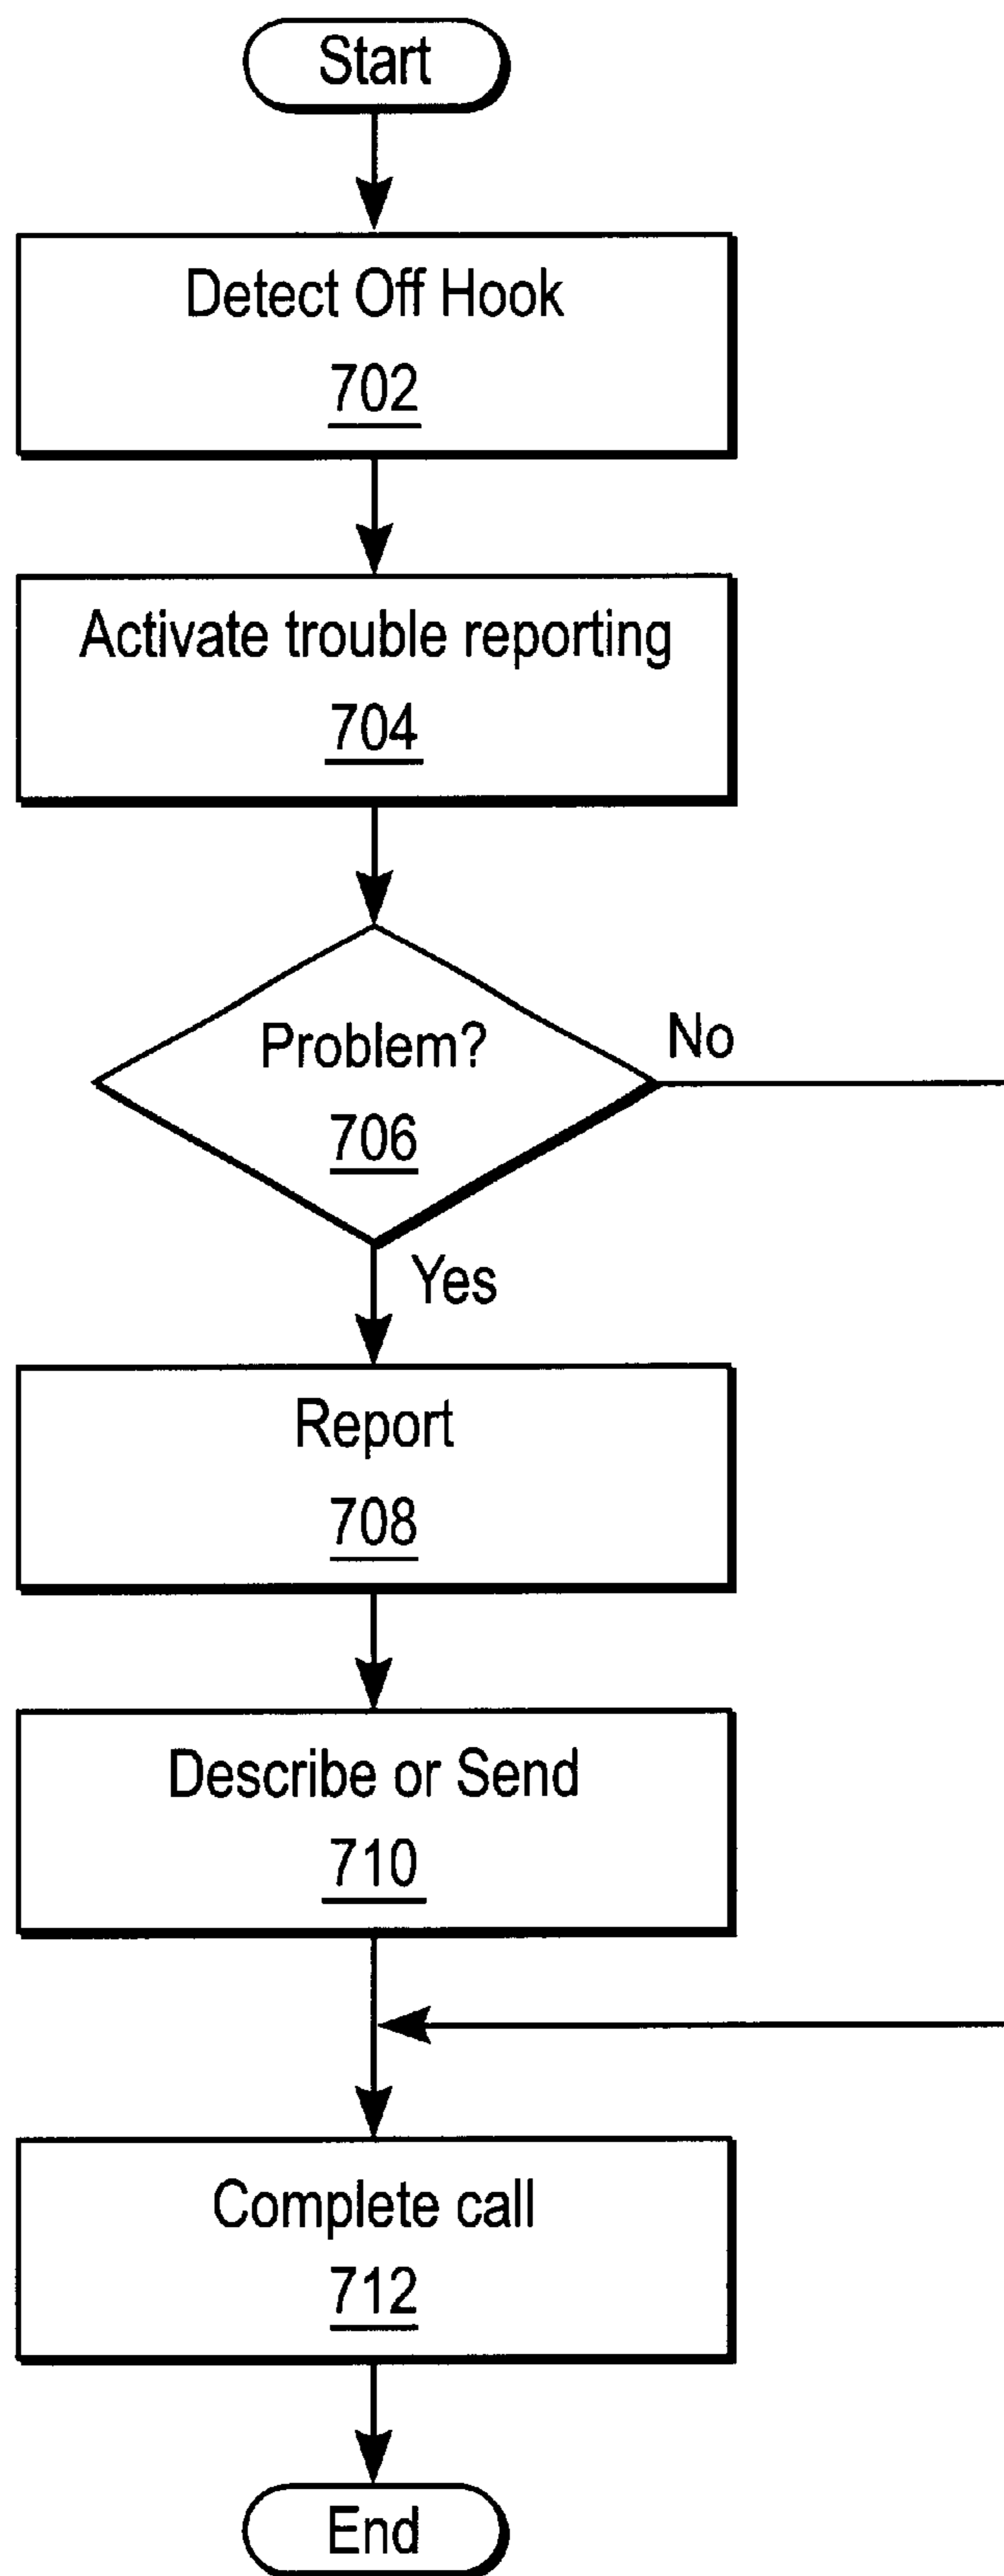 Start
Detect Off Hook
702
Activate trouble reporting
704
Problem?
706
No
Yes
Report
708
Describe or Send
710
Complete call
712
End